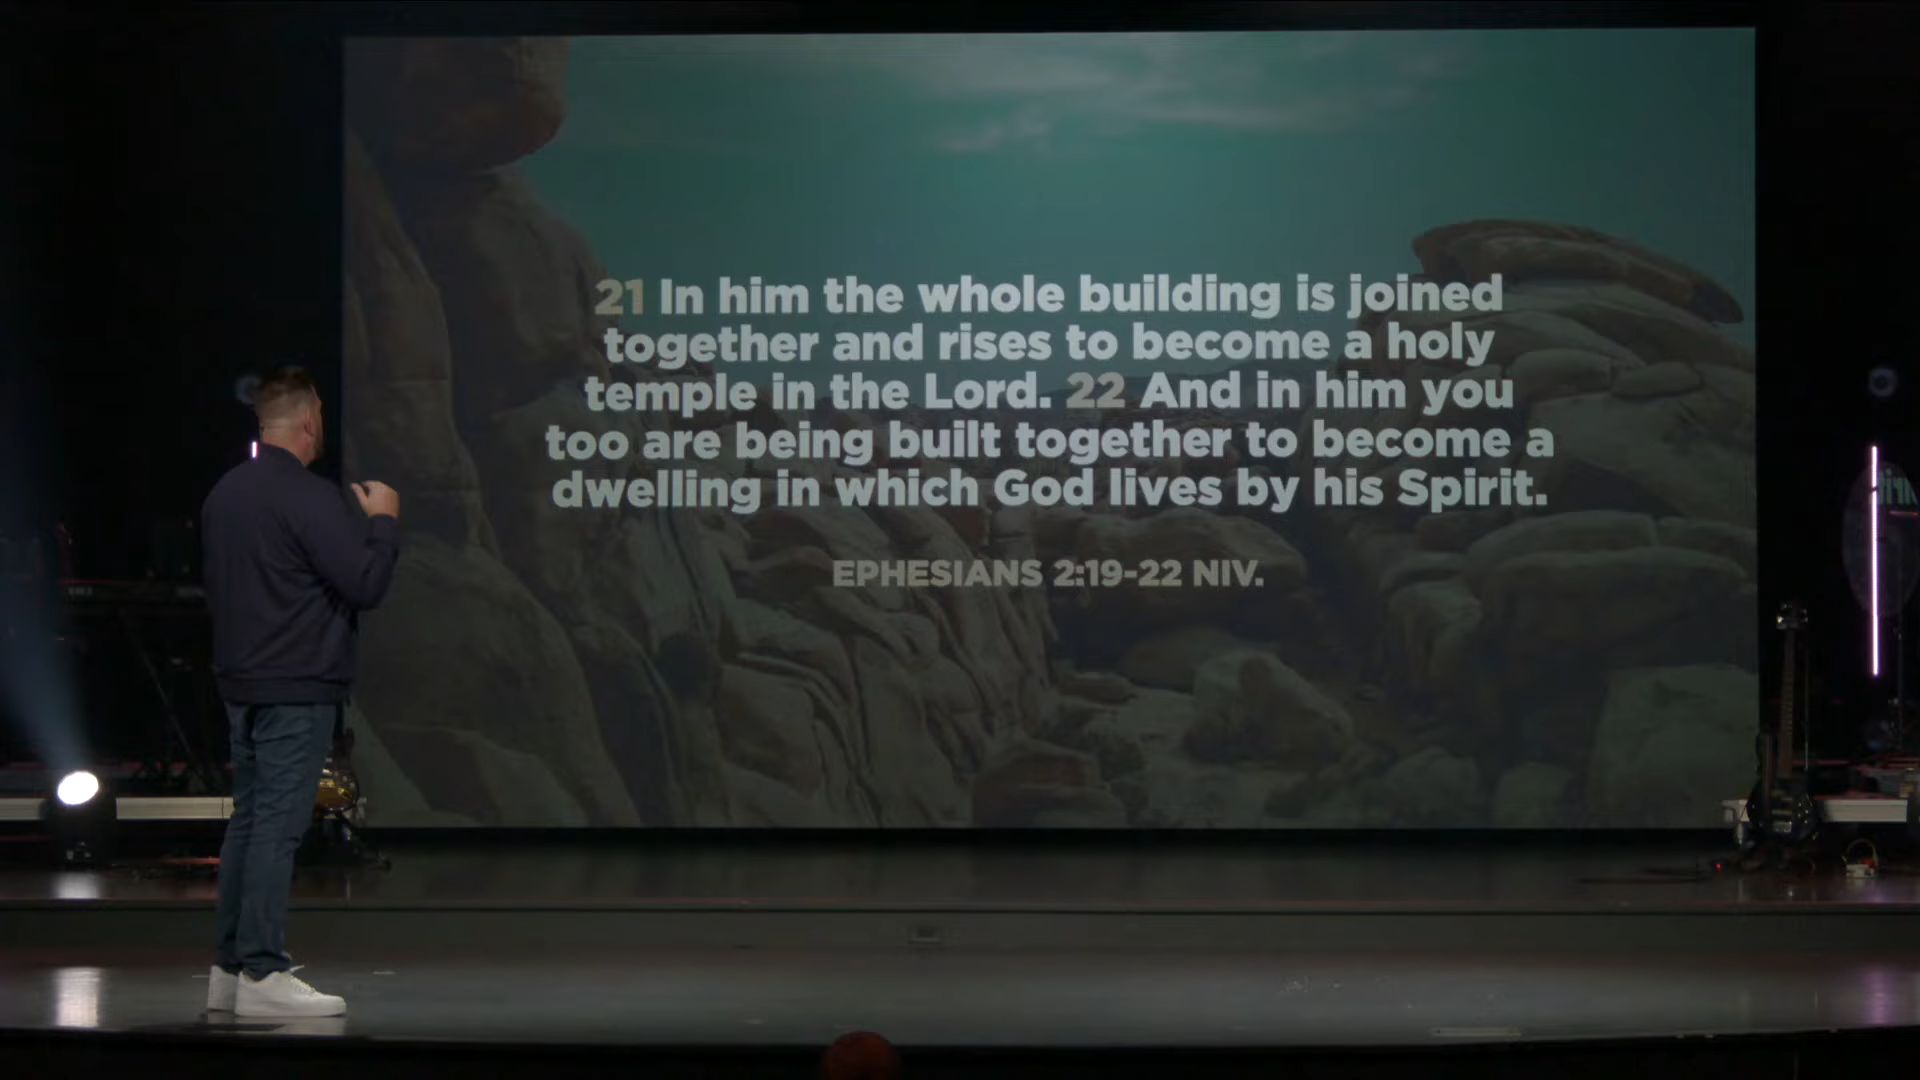 21 In him the whole building is joined
together and rises to become a holy
temple in the Lord. 22 And in him you
too are being built together to become a
dwelling in which God lives by his Spirit.
EPHESIANS 2:19-22 NIV.